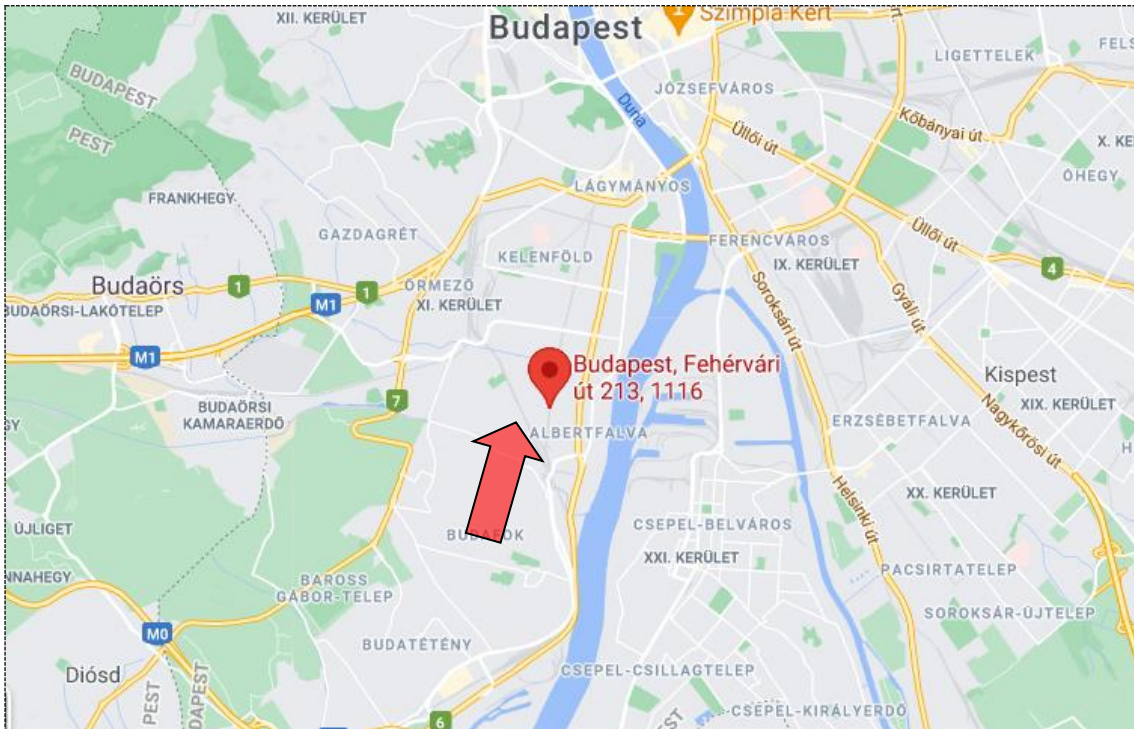 XII. KERÜLET
Budapest
Szimpla Kert
LIGETTELEK
FELS
BUDAPEST
PEST
JÓZSEFVÁROS
Duna
Üllői út
Kőbányai út
X. KE
ÓHEGY
LÁGYMÁNYOS
FRANKHEGY
GAZDAGRÉT
KELENFÖLD
FERENCVÁROS
IX. KERÜLET
Üllői út
4
Budaörs
1
ŐRMEZŐ
M1
1
XI. KERÜLET
BUDAÖRSI-LAKÓTELEP
Soroksári út
Gyáli út
M1
Budapest, Fehérvári
út 213, 1116
Kispest
XIX. KERÜLET
7
BUDAÖRSI
KAMARAERDŐ
GY
ALBERTFALVA
ERZSÉBETFALVA
Nagykőrösi út
H
ÚJLIGET
BUDAFOK
CSEPEL-BELVÁROS
XX. KERÜLET
Helsinki út
XXI. KERÜLET
NNAHEGY
BAROSS
GÁBOR-TELEP
PACSIRTATELEP
SOROKSÁR-ÚJTELEP
M0
BUDATÉTÉNY
Diósd
CSEPEL-CSILLAGTELEP
PEST
DAPEST
6
ST
CSEPEL-KIRÁLYERDŐ